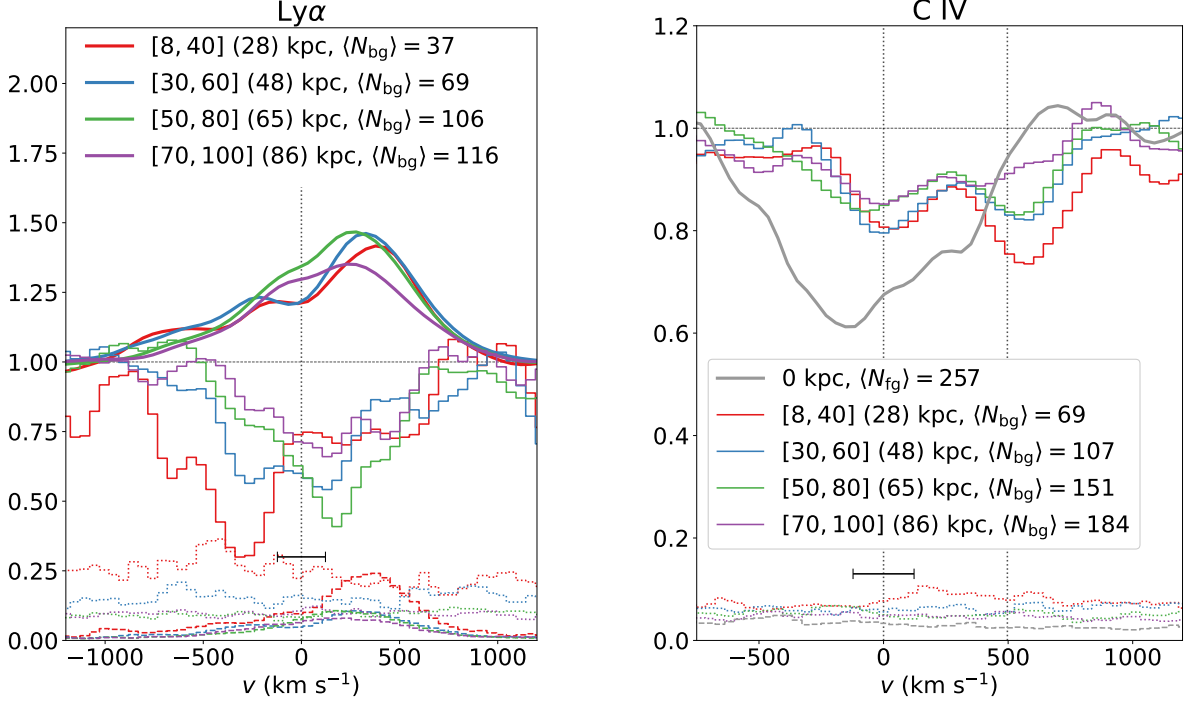 Lyα
[8, 40] (28) kpc, ⟨N_bg⟩ = 37
[30, 60] (48) kpc, ⟨N_bg⟩ = 69
[50, 80] (65) kpc, ⟨N_bg⟩ = 106
[70, 100] (86) kpc, ⟨N_bg⟩ = 116
2.00
1.75
1.50
1.25
1.00
0.75
0.50
0.25
0.00
−1000 −500 0 500 1000
v (km s⁻¹)
C IV
1.2
1.0
0.8
0.6
0.4
0.2
0.0
0 kpc, ⟨N_fg⟩ = 257
[8, 40] (28) kpc, ⟨N_bg⟩ = 69
[30, 60] (48) kpc, ⟨N_bg⟩ = 107
[50, 80] (65) kpc, ⟨N_bg⟩ = 151
[70, 100] (86) kpc, ⟨N_bg⟩ = 184
−500 0 500 1000
v (km s⁻¹)